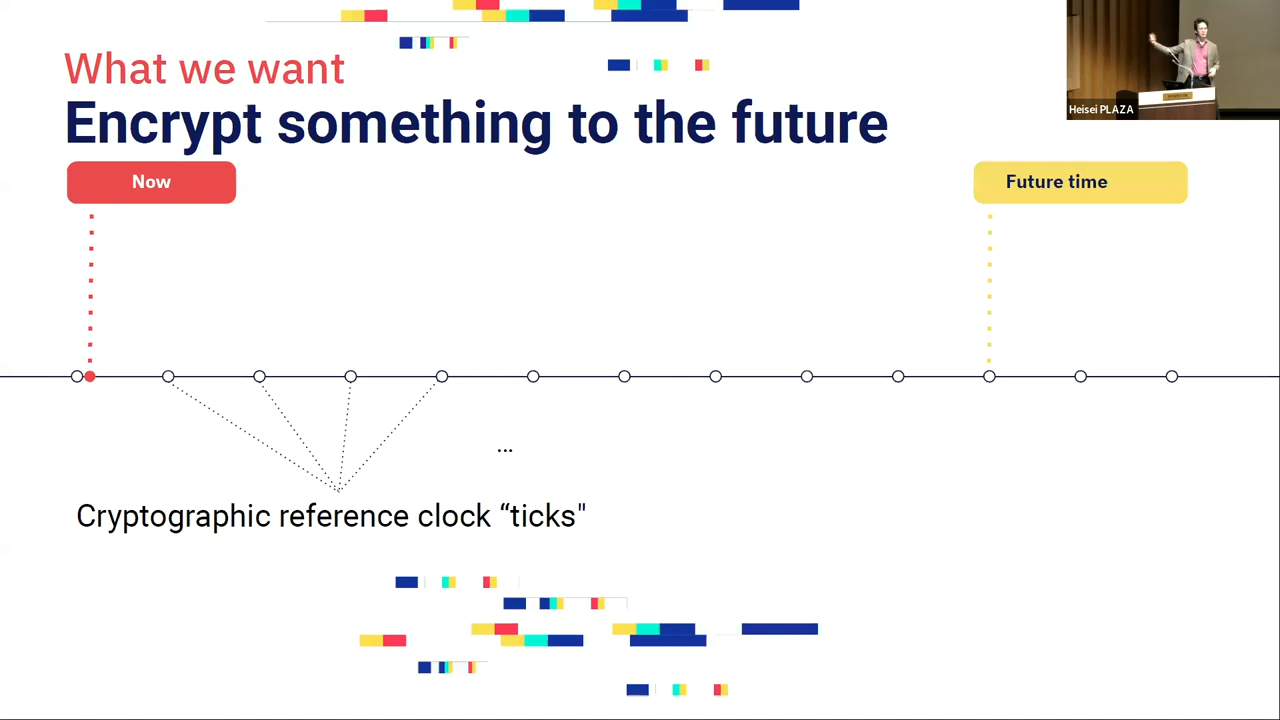 What we want
Encrypt something to the future
Heisei PLAZA
Now
Future time
...
Cryptographic reference clock “ticks"